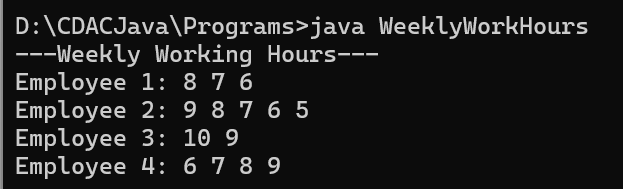 D:\CDACJava\Programs>java WeeklyWorkHours
---Weekly Working Hours---
Employee 1: 8 7 6
Employee 2: 9 8 7 6 5
Employee 3: 10 9
Employee 4: 6 7 8 9